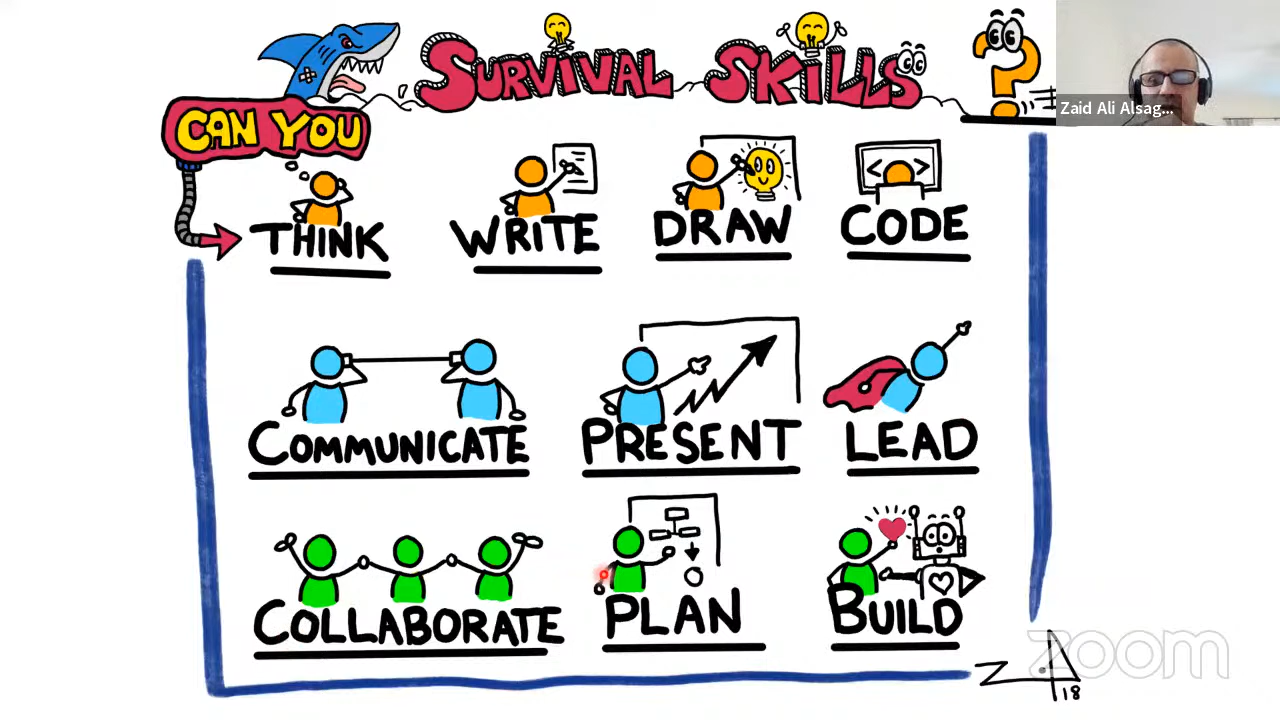 SURVIVAL SKILLS ?
Zaid Ali Alsag...
CAN YOU
THINK WRITE DRAW CODE
< >
COMMUNICATE PRESENT LEAD
COLLABORATE PLAN BUILD
zoom
ZA
18